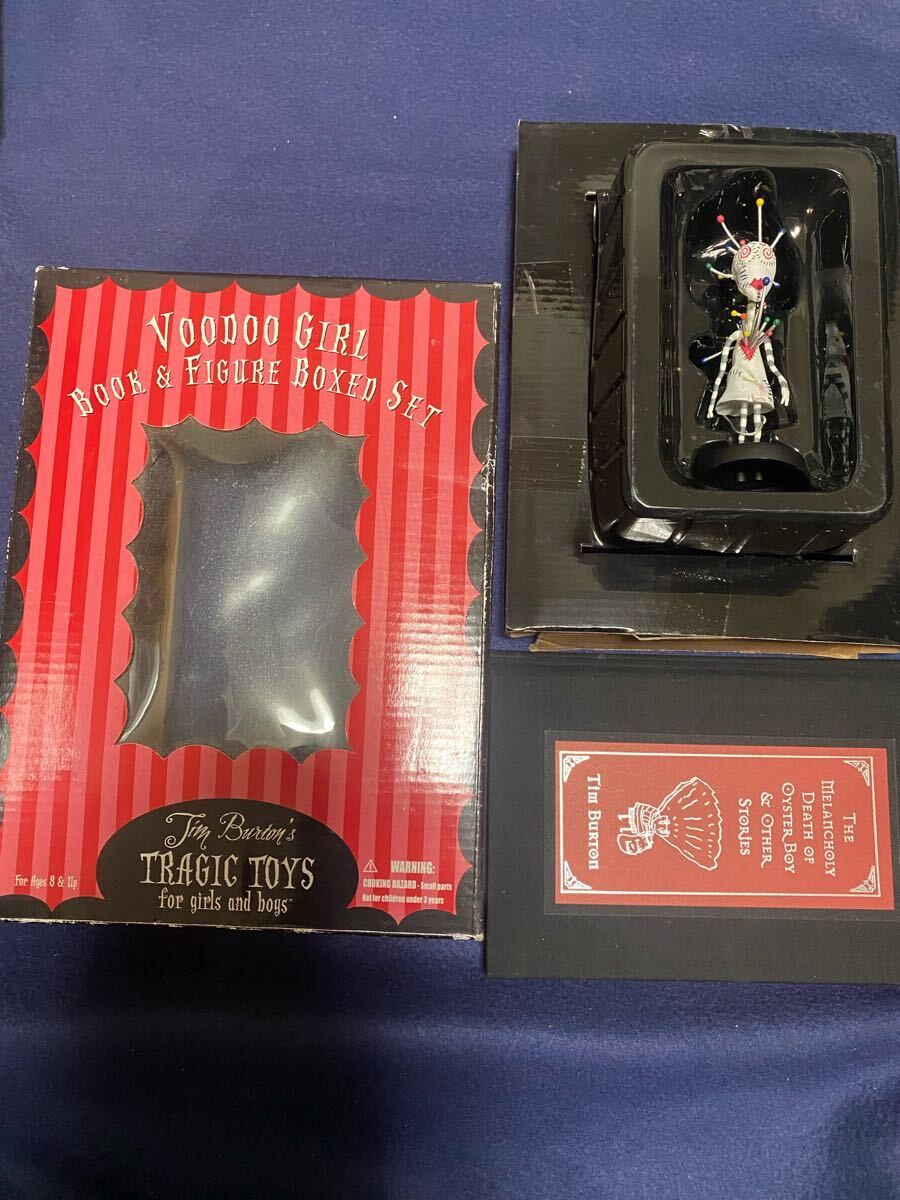 VOODOO GIRL
BOOK & FIGURE BOXED SET
Tim Burton's
TRAGIC TOYS
for girls and boys™
For Ages 8 & Up
⚠ WARNING:
CHOKING HAZARD - Small parts
Not for children under 3 years
THE
MELANCHOLY
DEATH OF
OYSTER BOY
& OTHER
STORIES
TIM BURTON